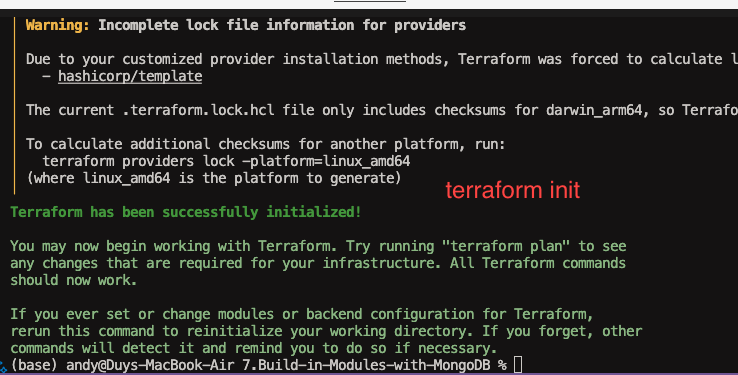 Warning: Incomplete lock file information for providers
Due to your customized provider installation methods, Terraform was forced to calculate
- hashicorp/template
The current .terraform.lock.hcl file only includes checksums for darwin_arm64, so
To calculate additional checksums for another platform, run:
terraform providers lock -platform=linux_amd64
(where linux_amd64 is the platform to generate)
terraform init
Terraform has been successfully initialized!
You may now begin working with Terraform. Try running "terraform plan" to see
any changes that are required for your infrastructure. All Terraform commands
should now work.
If you ever set or change modules or backend configuration for Terraform,
rerun this command to reinitialize your working directory. If you forget, other
commands will detect it and remind you to do so if necessary.
(base) andy@Duys-MacBook-Air 7.Build-in-Modules-with-MongoDB %